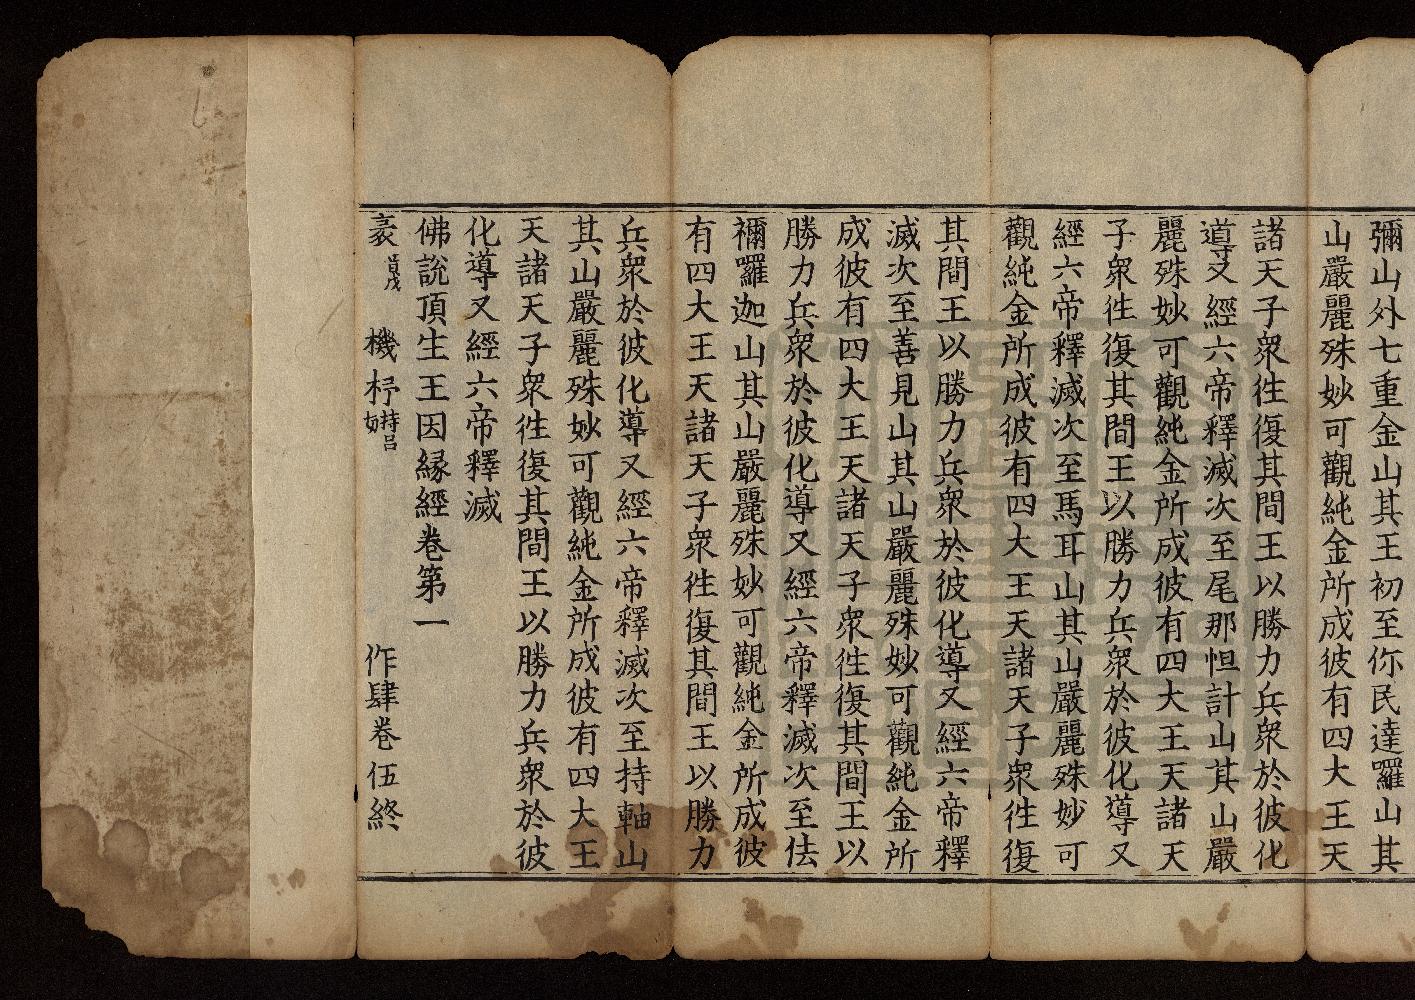 彌山外七重金山其王初至你民達羅山其
山嚴麗殊妙可觀純金所成彼有四大王天
諸天子衆徃復其間王以勝力兵衆於彼化
導又經六帝釋滅次至尾那怛計山其山嚴
麗殊妙可觀純金所成彼有四大王天諸天
子衆徃復其間王以勝力兵衆於彼化導又
經六帝釋滅次至馬耳山其山嚴麗殊妙可
觀純金所成彼有四大王天諸天子衆徃復
其間王以勝力兵衆於彼化導又經六帝釋
滅次至善見山其山嚴麗殊妙可觀純金所
成彼有四大王天諸天子衆徃復其間王以
勝力兵衆於彼化導又經六帝釋滅次至佉
禰羅迦山其山嚴麗殊妙可觀純金所成彼
有四大王天諸天子衆徃復其間王以勝力
兵衆於彼化導又經六帝釋滅次至持軸山
其山嚴麗殊妙可觀純金所成彼有四大王
天諸天子衆徃復其間王以勝力兵衆於彼
化導又經六帝釋滅
佛說頂生王因緣經卷第一
機杼持呂 作肆卷 伍終